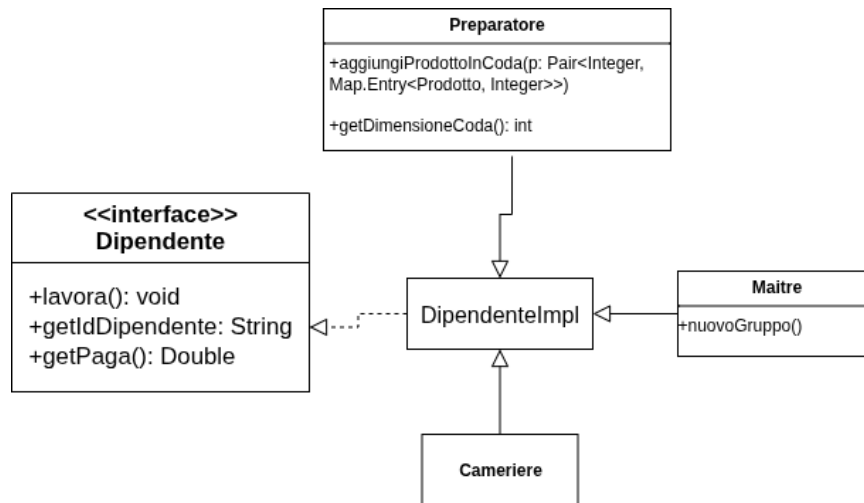 Preparatore
+aggiungiProdottoInCoda(p: Pair<Integer,
Map.Entry<Prodotto, Integer>>)
+getDimensioneCoda(): int
<<interface>>
Dipendente
+lavora(): void
+getIdDipendente: String
+getPaga(): Double
DipendenteImpl
Maitre
+nuovoGruppo()
Cameriere